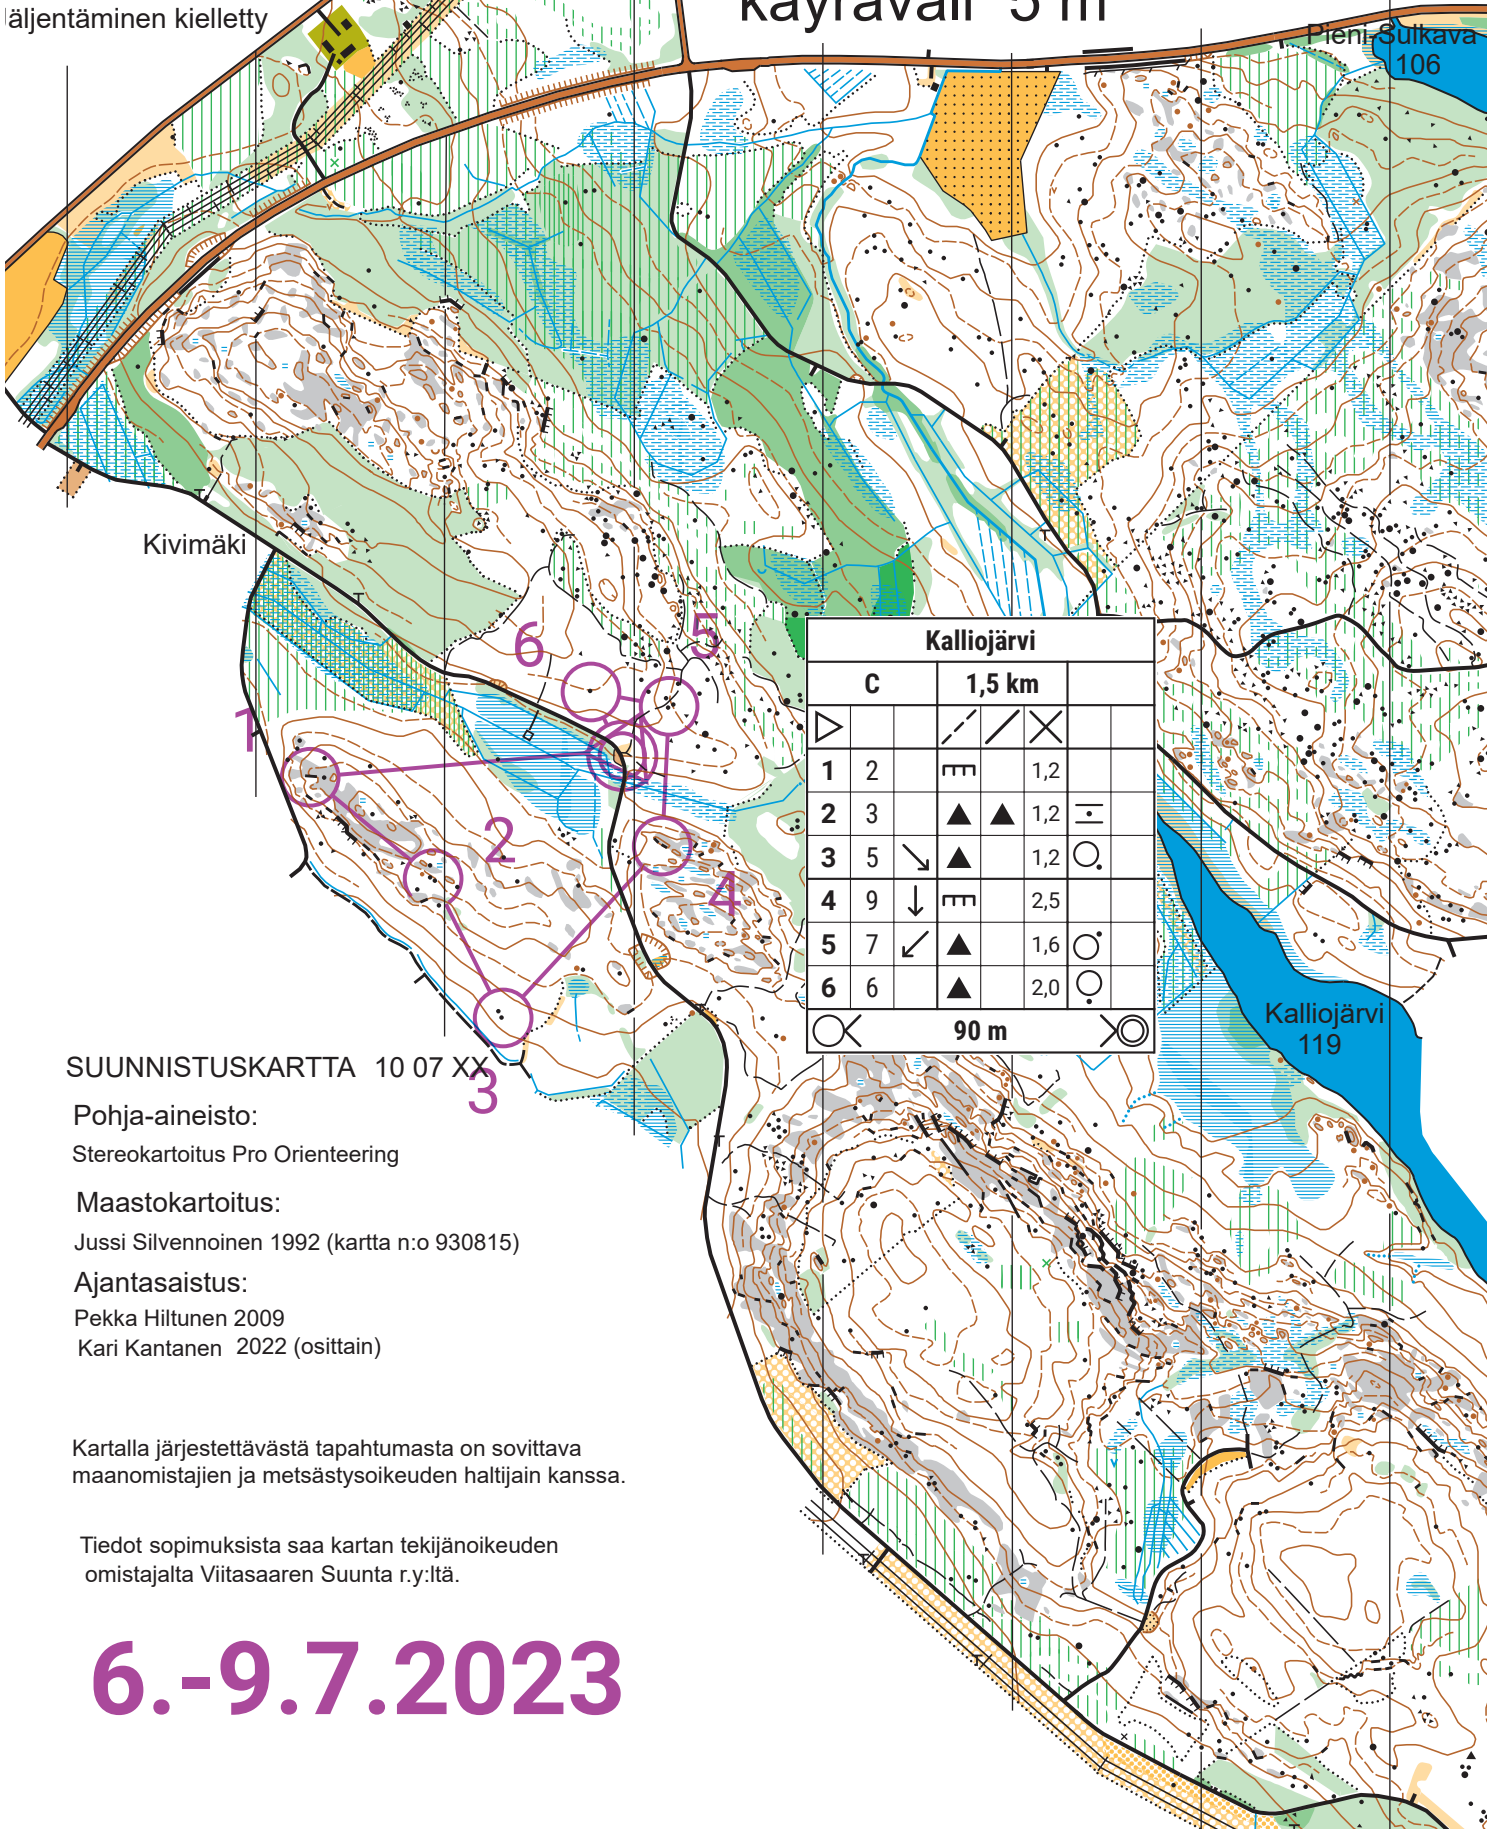 äljentäminen kielletty
käyräväli 5 m
Pieni-Sulkava
106
Kivimäki
6
5
1
2
4
3
Kalliojärvi
C 1,5 km
1 2 1,2
2 3 1,2
3 5 1,2
4 9 2,5
5 7 1,6
6 6 2,0
90 m
Kalliojärvi
119
SUUNNISTUSKARTTA 10 07 XX
Pohja-aineisto:
Stereokartoitus Pro Orienteering
Maastokartoitus:
Jussi Silvennoinen 1992 (kartta n:o 930815)
Ajantasaistus:
Pekka Hiltunen 2009
Kari Kantanen 2022 (osittain)
Kartalla järjestettävästä tapahtumasta on sovittava
maanomistajien ja metsästysoikeuden haltijain kanssa.
Tiedot sopimuksista saa kartan tekijänoikeuden
omistajalta Viitasaaren Suunta r.y:ltä.
6.-9.7.2023